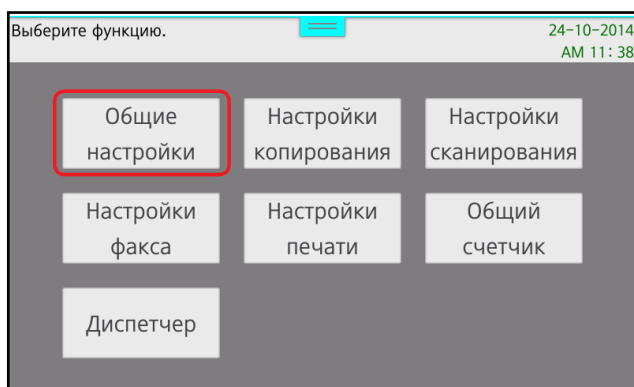 Выберите функцию.
24-10-2014
AM 11:38
Общие
настройки
Настройки
копирования
Настройки
сканирования
Настройки
факса
Настройки
печати
Общий
счетчик
Диспетчер